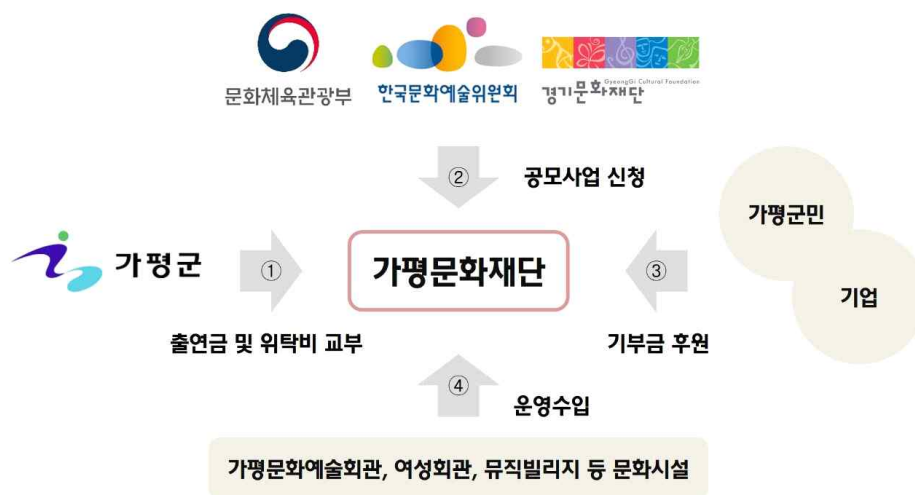 문화체육관광부
한국문화예술위원회
GyeongGi Cultural Foundation
경기문화재단
② 공모사업 신청
가평군민
가평군
① 가평문화재단 ③
기업
출연금 및 위탁비 교부
기부금 후원
④ 운영수입
가평문화예술회관, 여성회관, 뮤직빌리지 등 문화시설